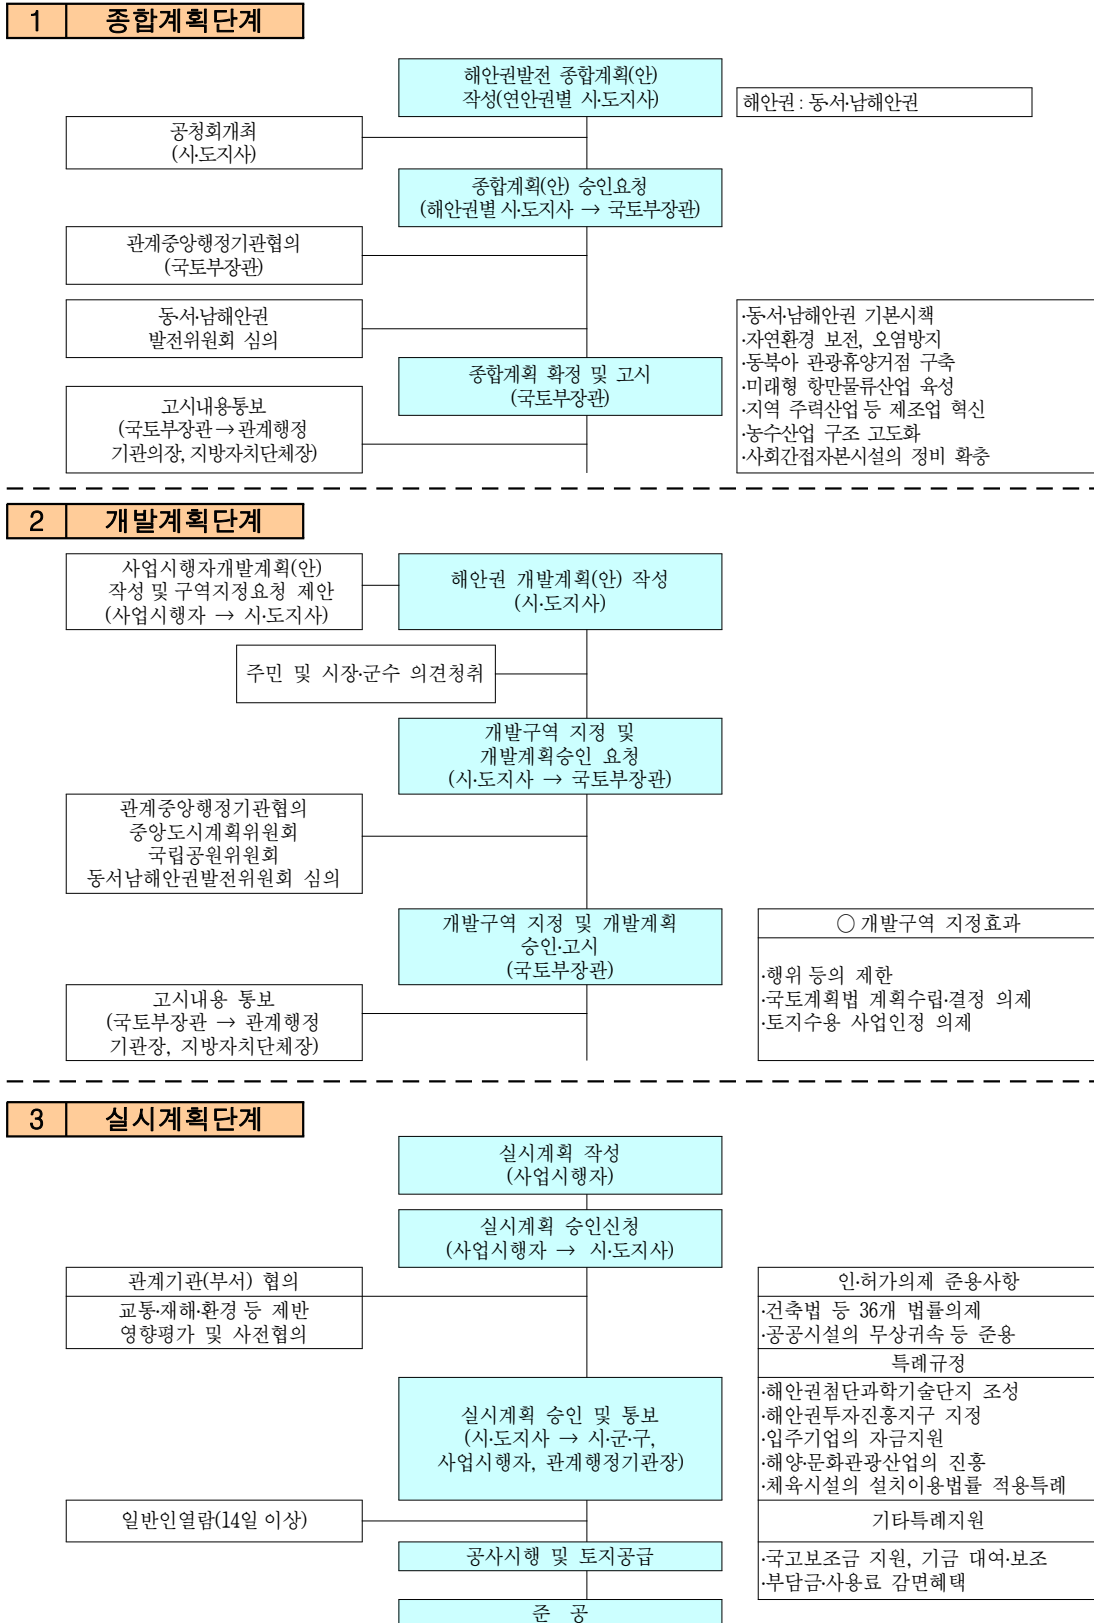 1 종합계획단계
해안권발전 종합계획(안)
작성(연안권별 시·도지사)
해안권 : 동·서·남해안권
공청회개최
(시·도지사)
종합계획(안) 승인요청
(해안권별 시·도지사 → 국토부장관)
관계중앙행정기관협의
(국토부장관)
동·서·남해안권
발전위원회 심의
·동·서·남해안권 기본시책
·자연환경 보전, 오염방지
·동북아 관광휴양거점 구축
·미래형 항만물류산업 육성
·지역 주력산업 등 제조업 혁신
·농수산업 구조 고도화
·사회간접자본시설의 정비 확충
종합계획 확정 및 고시
(국토부장관)
고시내용통보
(국토부장관 → 관계행정
기관의장, 지방자치단체장)
2 개발계획단계
사업시행자개발계획(안)
작성 및 구역지정요청 제안
(사업시행자 → 시·도지사)
해안권 개발계획(안) 작성
(시·도지사)
주민 및 시장·군수 의견청취
개발구역 지정 및
개발계획승인 요청
(시·도지사 → 국토부장관)
관계중앙행정기관협의
중앙도시계획위원회
국립공원위원회
동서남해안권발전위원회 심의
개발구역 지정 및 개발계획
승인·고시
(국토부장관)
○ 개발구역 지정효과
·행위 등의 제한
·국토계획법 계획수립·결정 의제
·토지수용 사업인정 의제
고시내용 통보
(국토부장관 → 관계행정
기관장, 지방자치단체장)
3 실시계획단계
실시계획 작성
(사업시행자)
실시계획 승인신청
(사업시행자 → 시·도지사)
관계기관(부서) 협의
교통·재해·환경 등 제반
영향평가 및 사전협의
인·허가의제 준용사항
·건축법 등 36개 법률의제
·공공시설의 무상귀속 등 준용
특례규정
·해안권첨단과학기술단지 조성
·해안권투자진흥지구 지정
·입주기업의 자금지원
·해양·문화관광산업의 진흥
·체육시설의 설치이용법률 적용특례
실시계획 승인 및 통보
(시·도지사 → 시·군·구,
사업시행자, 관계행정기관장)
일반인열람(14일 이상)
기타특례지원
·국고보조금 지원, 기금 대여·보조
·부담금·사용료 감면혜택
공사시행 및 토지공급
준 공